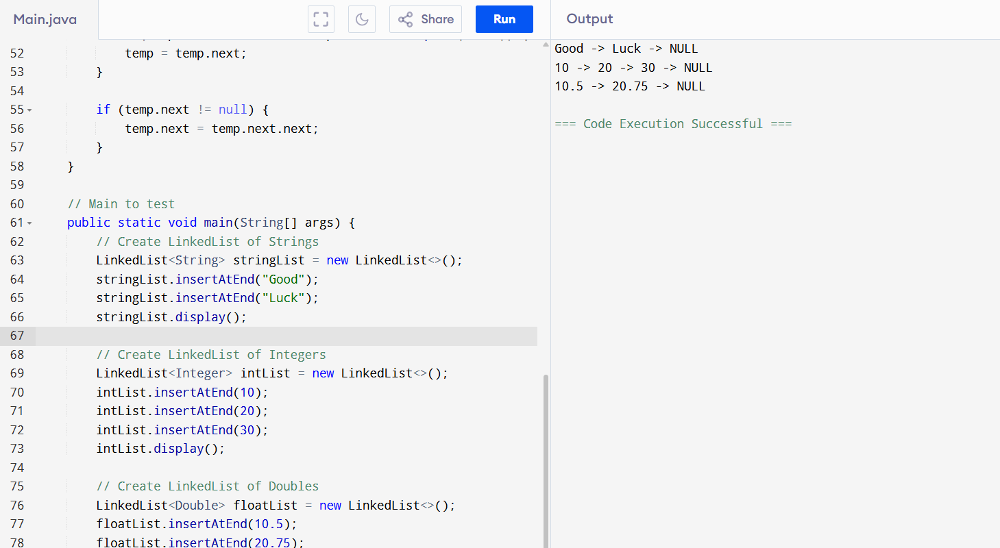 Main.java
Share
Run
Output
52 temp = temp.next;
53 }
54
55 if (temp.next != null) {
56 temp.next = temp.next.next;
57 }
58 }
59
60 // Main to test
61 public static void main(String[] args) {
62 // Create LinkedList of Strings
63 LinkedList<String> stringList = new LinkedList<>();
64 stringList.insertAtEnd("Good");
65 stringList.insertAtEnd("Luck");
66 stringList.display();
67
68 // Create LinkedList of Integers
69 LinkedList<Integer> intList = new LinkedList<>();
70 intList.insertAtEnd(10);
71 intList.insertAtEnd(20);
72 intList.insertAtEnd(30);
73 intList.display();
74
75 // Create LinkedList of Doubles
76 LinkedList<Double> floatList = new LinkedList<>();
77 floatList.insertAtEnd(10.5);
78 floatList.insertAtEnd(20.75);
Good -> Luck -> NULL
10 -> 20 -> 30 -> NULL
10.5 -> 20.75 -> NULL
=== Code Execution Successful ===